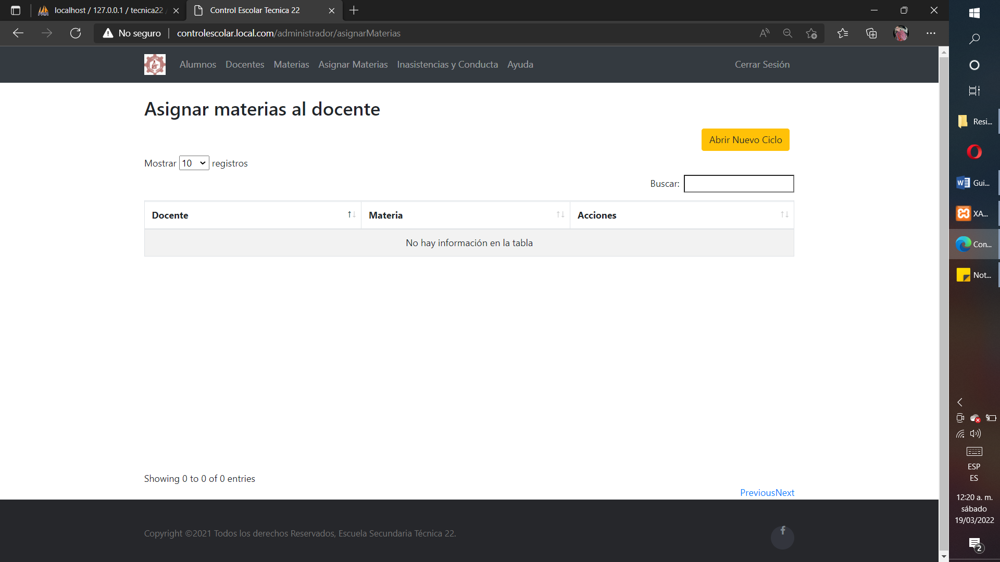 localhost / 127.0.0.1 / tecnica22 /
Control Escolar Tecnica 22
No seguro
controlescolar.local.com/administrador/asignarMaterias
Alumnos Docentes Materias Asignar Materias Inasistencias y Conducta Ayuda Cerrar Sesión
Asignar materias al docente
Abrir Nuevo Ciclo
Mostrar 10 registros
Buscar:
Docente Materia Acciones
No hay información en la tabla
Showing 0 to 0 of 0 entries
PreviousNext
Copyright ©2021 Todos los derechos Reservados, Escuela Secundaria Técnica 22.
Resi...
Gui...
XA...
Con...
Not...
ESP
ES
12:20 a. m.
sábado
19/03/2022
2